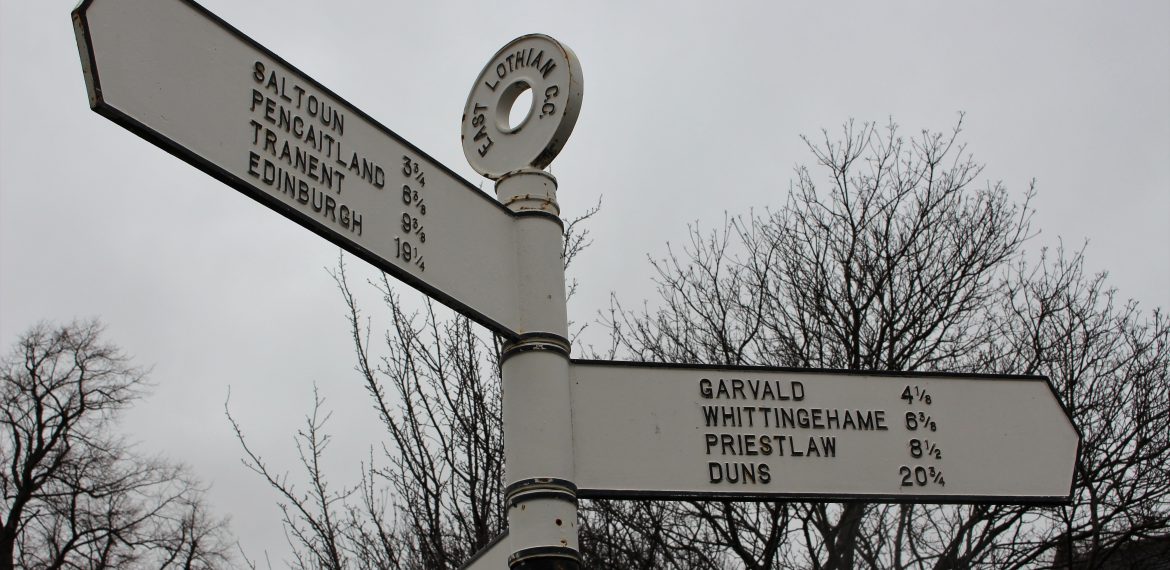 EAST LOTHIAN C.C.
SALTOUN 3¾
PENCAITLAND 6⅜
TRANENT 9⅜
EDINBURGH 19¼
GARVALD 4⅛
WHITTINGEHAME 6⅜
PRIESTLAW 8½
DUNS 20¾